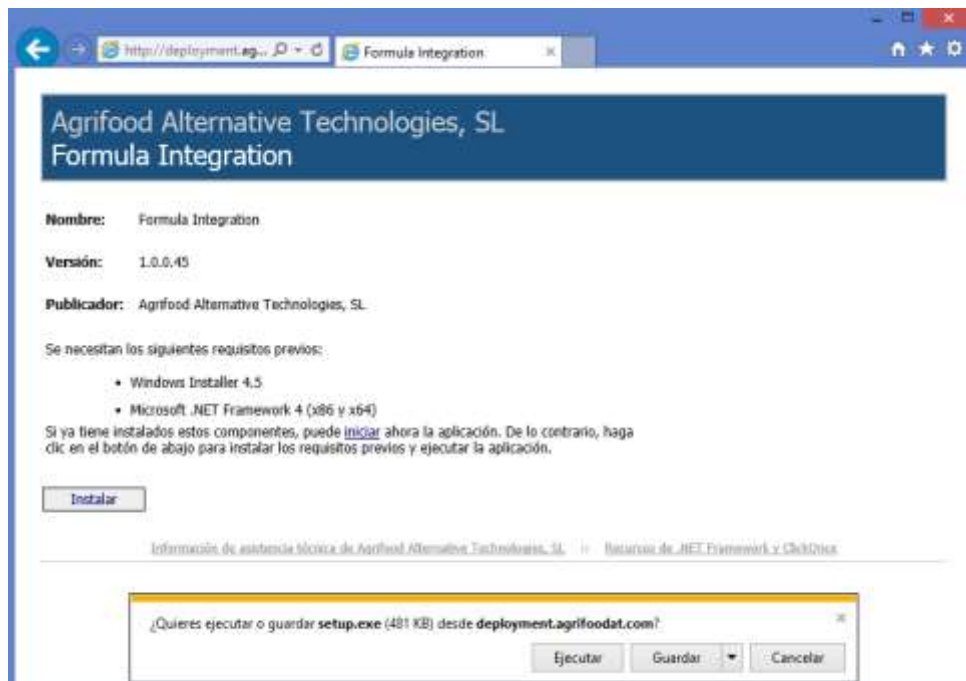 http://deployment.ag...
Formula Integration
Agrifood Alternative Technologies, SL
Formula Integration
Nombre: Formula Integration
Versión: 1.0.0.45
Publicador: Agrifood Alternative Technologies, SL
Se necesitan los siguientes requisitos previos:
• Windows Installer 4.5
• Microsoft .NET Framework 4 (x86 y x64)
Si ya tiene instalados estos componentes, puede iniciar ahora la aplicación. De lo contrario, haga
clic en el botón de abajo para instalar los requisitos previos y ejecutar la aplicación.
Instalar
Información de asistencia técnica de Agrifood Alternative Technologies, SL :: Recursos de .NET Framework y ClickOnce
¿Quieres ejecutar o guardar setup.exe (481 KB) desde deployment.agrifoodat.com?
Ejecutar Guardar Cancelar